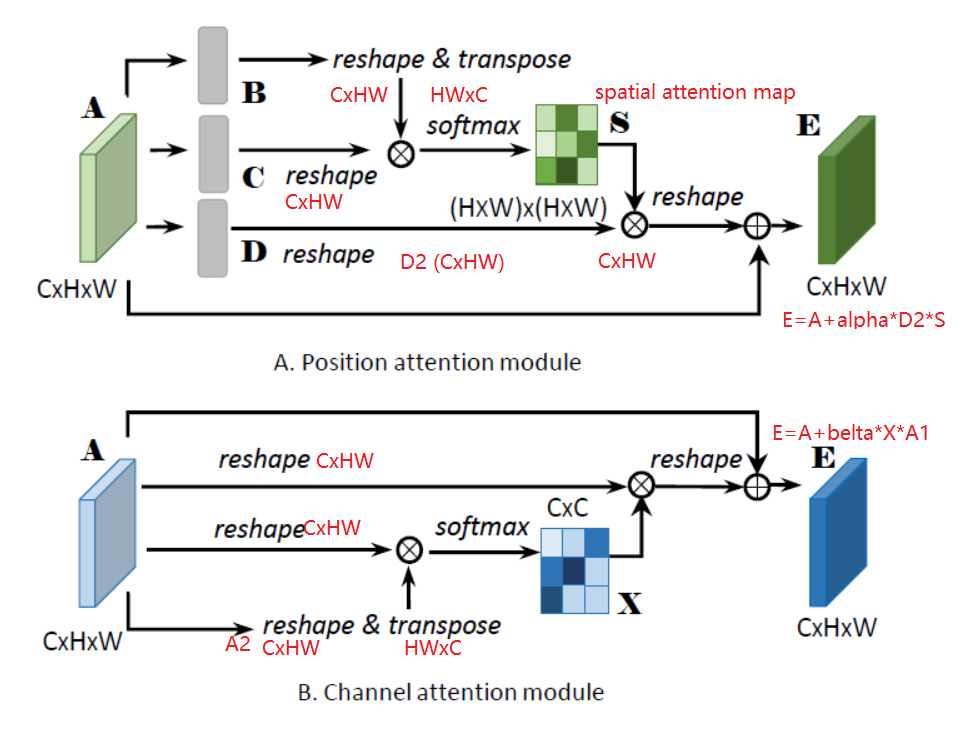 reshape & transpose
B
CxHW HWxC
spatial attention map
A
softmax
S
E
C
reshape
CxHW
(HxW)x(HxW)
reshape
D
reshape
D2 (CxHW)
CxHW
CxHxW
CxHxW
E=A+alpha*D2*S
A. Position attention module
E=A+belta*X*A1
A
reshape CxHW
reshape
E
CxC
reshape CxHW
softmax
X
reshape & transpose
A2 CxHW HWxC
CxHxW
CxHxW
B. Channel attention module